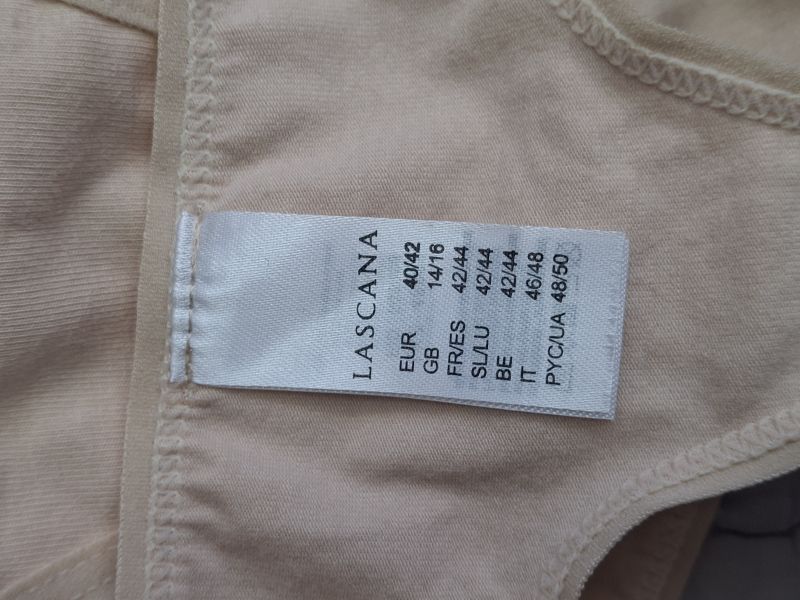 LASCANA
EUR 40/42
GB 14/16
FR/ES 42/44
SL/LU 42/44
BE 42/44
IT 46/48
РУС/UA 48/50